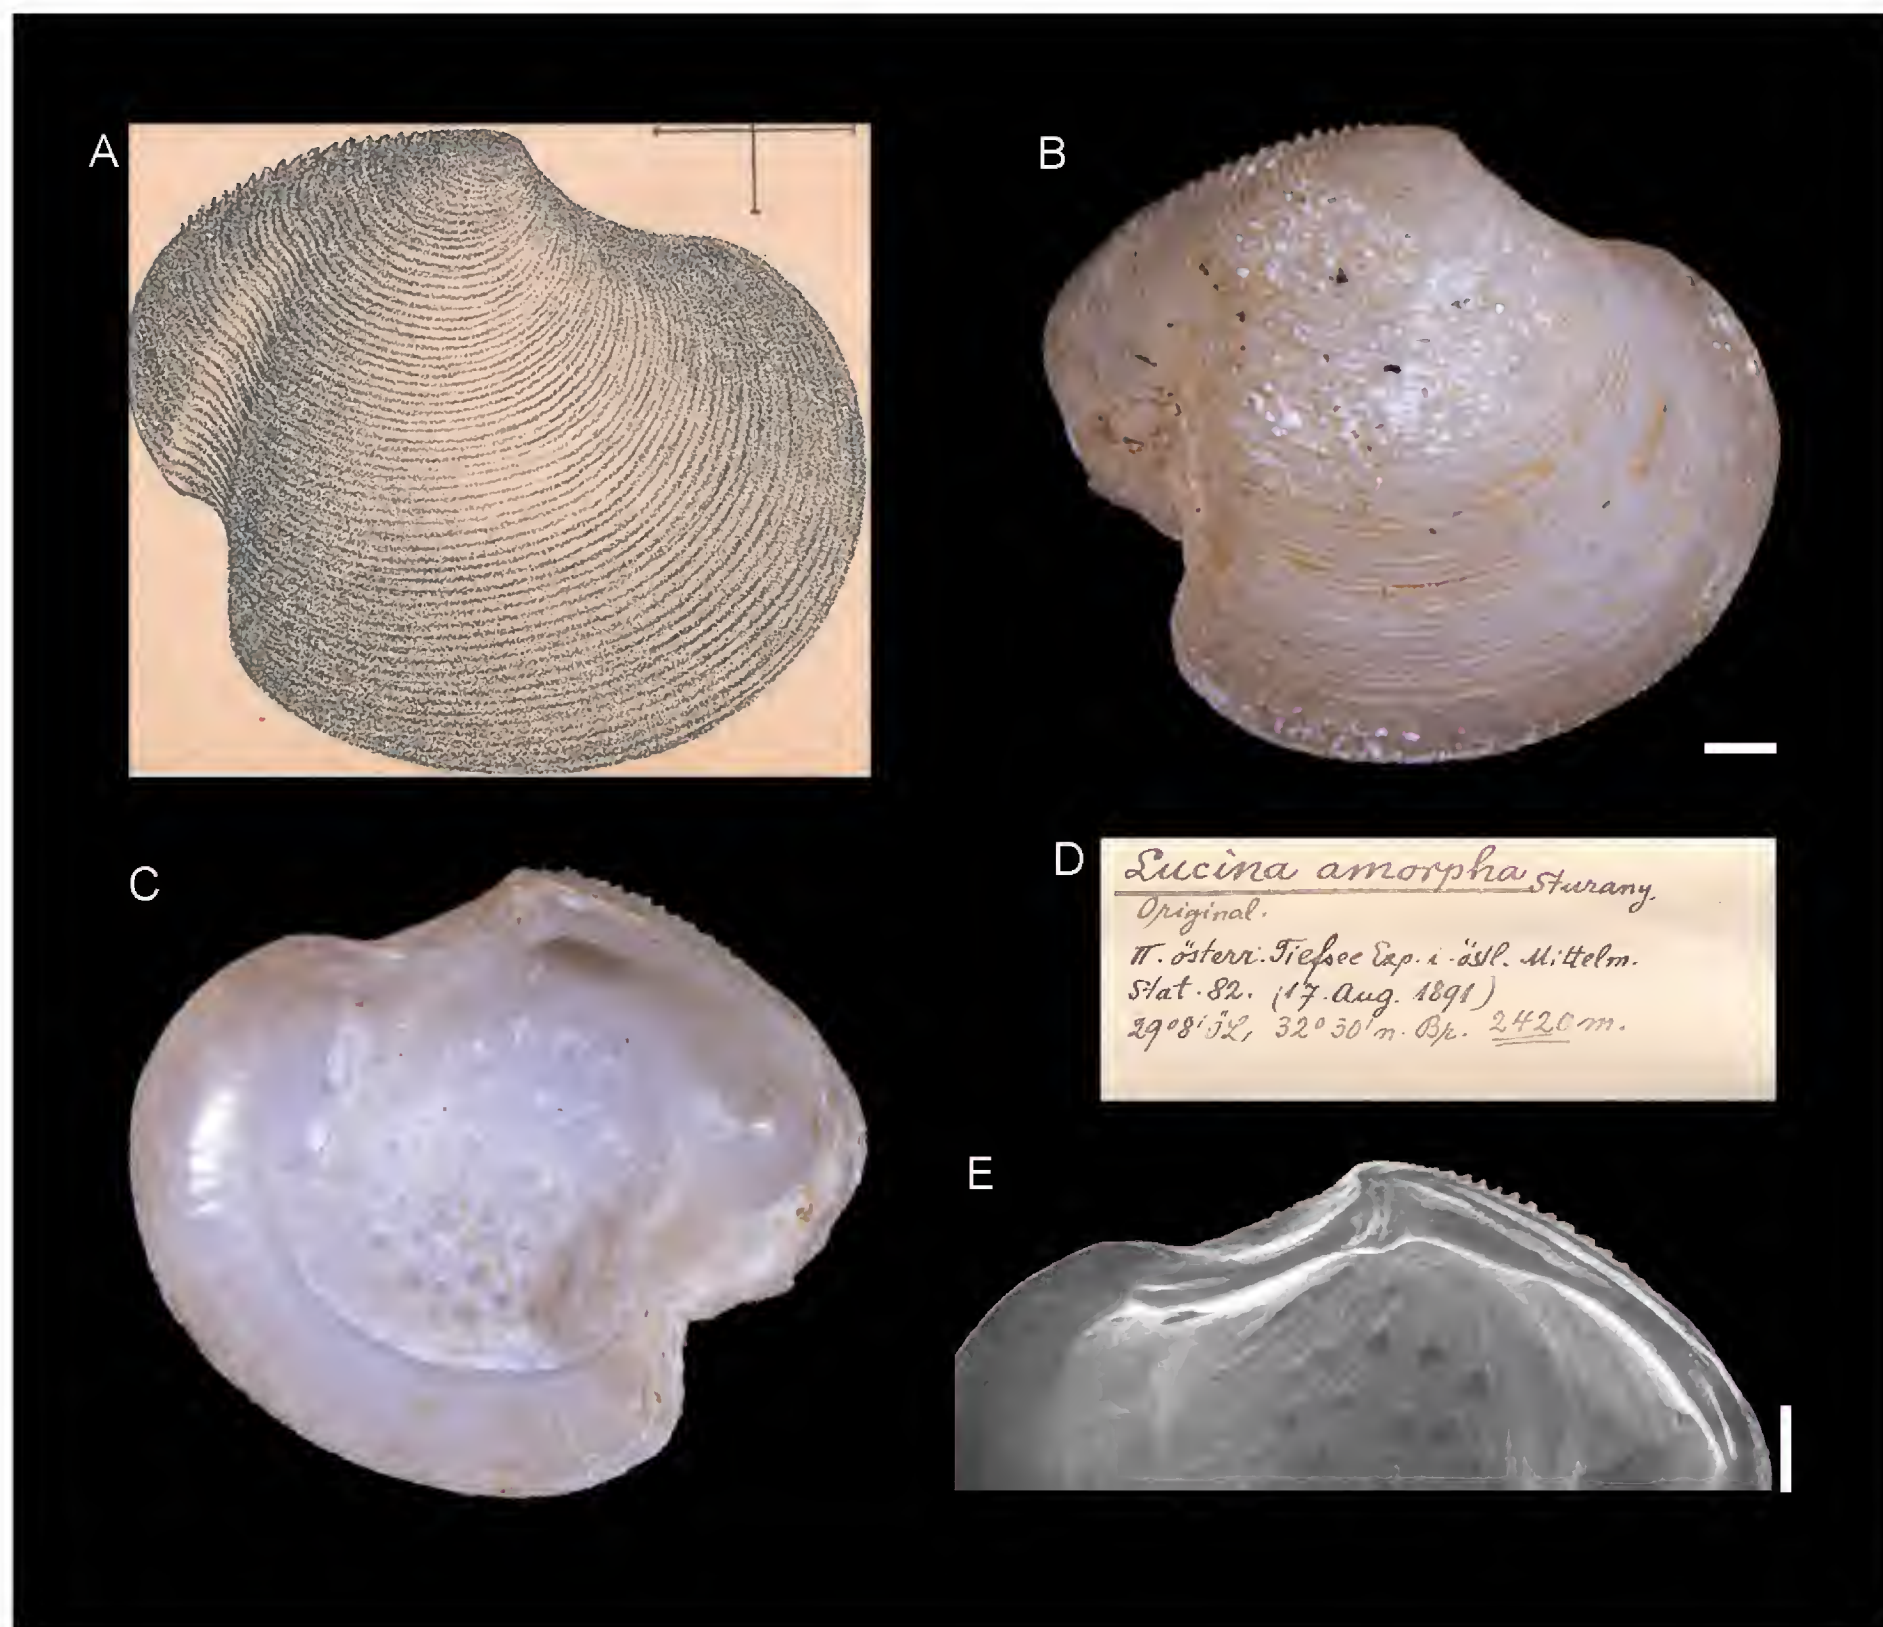 A
B
C
D
Lucina amorpha Sturany.
Original.
II. österr. Tiefsee Exp. i. östl. Mittelm.
Stat. 82. (17. Aug. 1891)
29°8' ÖL, 32°30' n. Br. 2420 m.
E